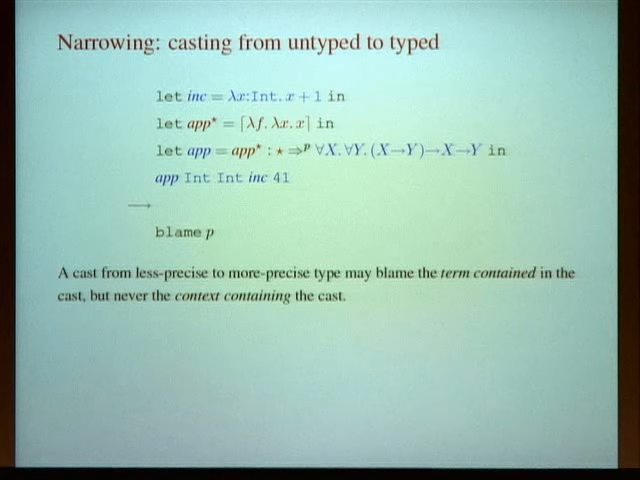 Narrowing: casting from untyped to typed
let inc = λx:Int. x + 1 in
let app* = ⌈λf. λx. x⌉ in
let app = app* : ⋆ ⇒ᵖ ∀X. ∀Y. (X→Y)→X→Y in
app Int Int inc 41
⟶
blame p
A cast from less-precise to more-precise type may blame the term contained in the
cast, but never the context containing the cast.